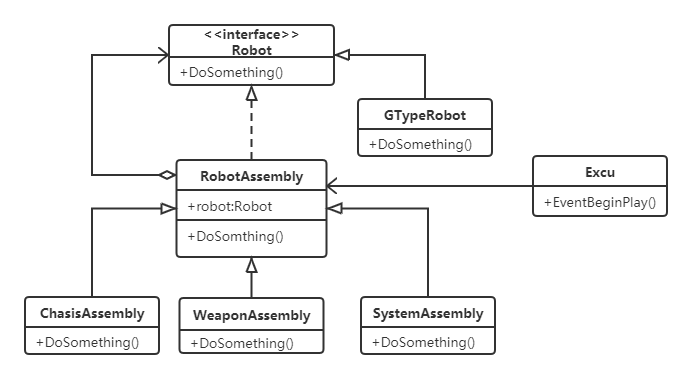 <<interface>>
Robot
+DoSomething()
GTypeRobot
+DoSomething()
RobotAssembly
+robot:Robot
+DoSomthing()
Excu
+EventBeginPlay()
ChasisAssembly
+DoSomething()
WeaponAssembly
+DoSomething()
SystemAssembly
+DoSomething()